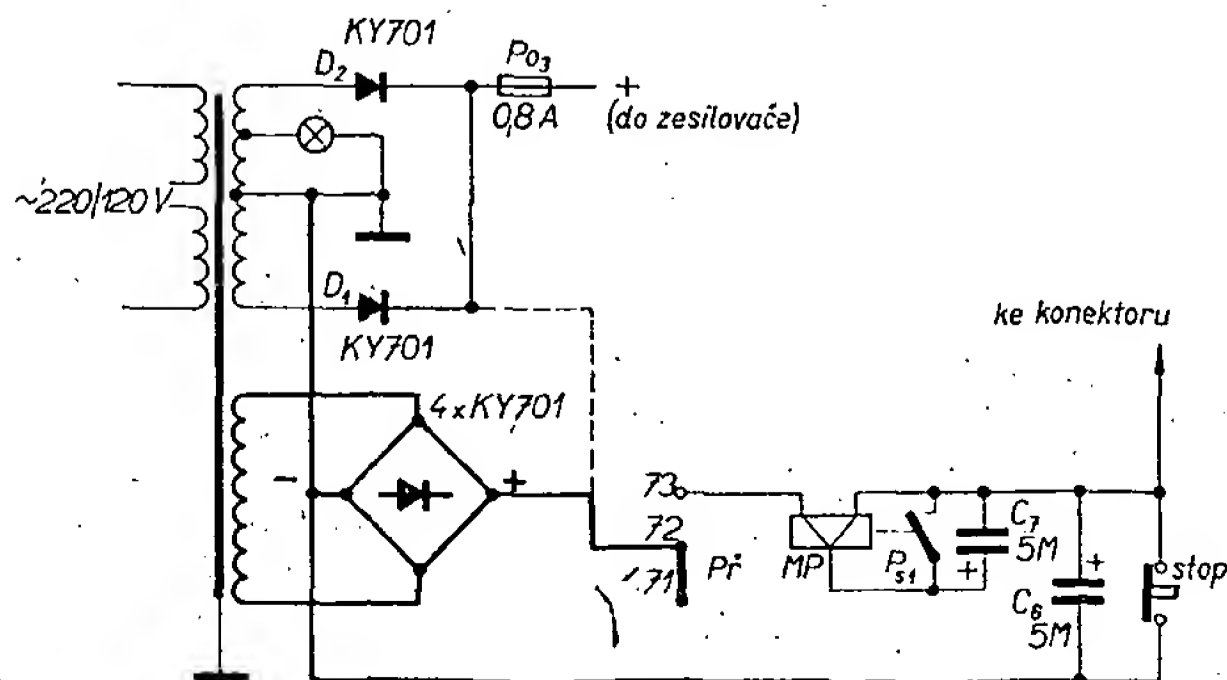 KY701
D2
Po3
+
0,8A
(do zesilovače)
~220/120V
D1
KY701
ke konektoru
4xKY701
-
+
73
72
71
Př
MP
Ps1
C7
5M
+
C6
5M
+
stop